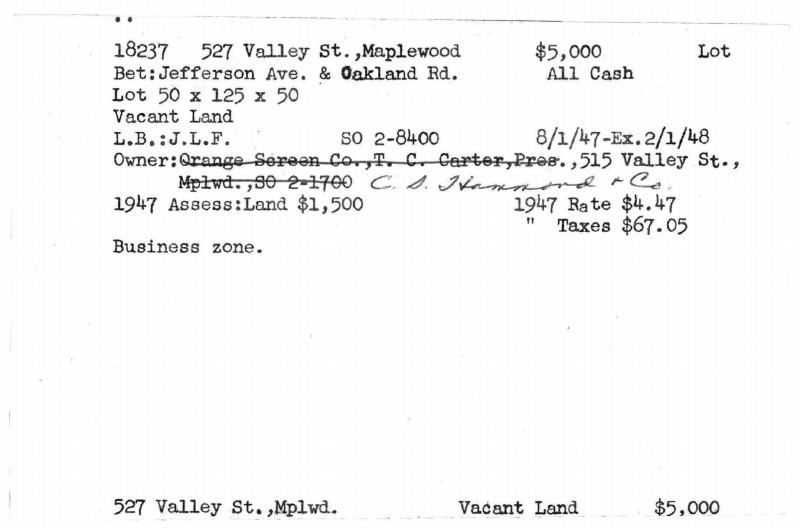 18237 527 Valley St.,Maplewood $5,000 Lot
Bet:Jefferson Ave. & Oakland Rd. All Cash
Lot 50 x 125 x 50
Vacant Land
L.B.:J.L.F. SO 2-8400 8/1/47-Ex.2/1/48
Owner:Orange Screen Co.,T. C. Carter,Pres.,515 Valley St.,
Mplwd.,SO 2-1700 C. S. Hammond & Co.
1947 Assess:Land $1,500 1947 Rate $4.47
" Taxes $67.05
Business zone.
527 Valley St.,Mplwd. Vacant Land $5,000